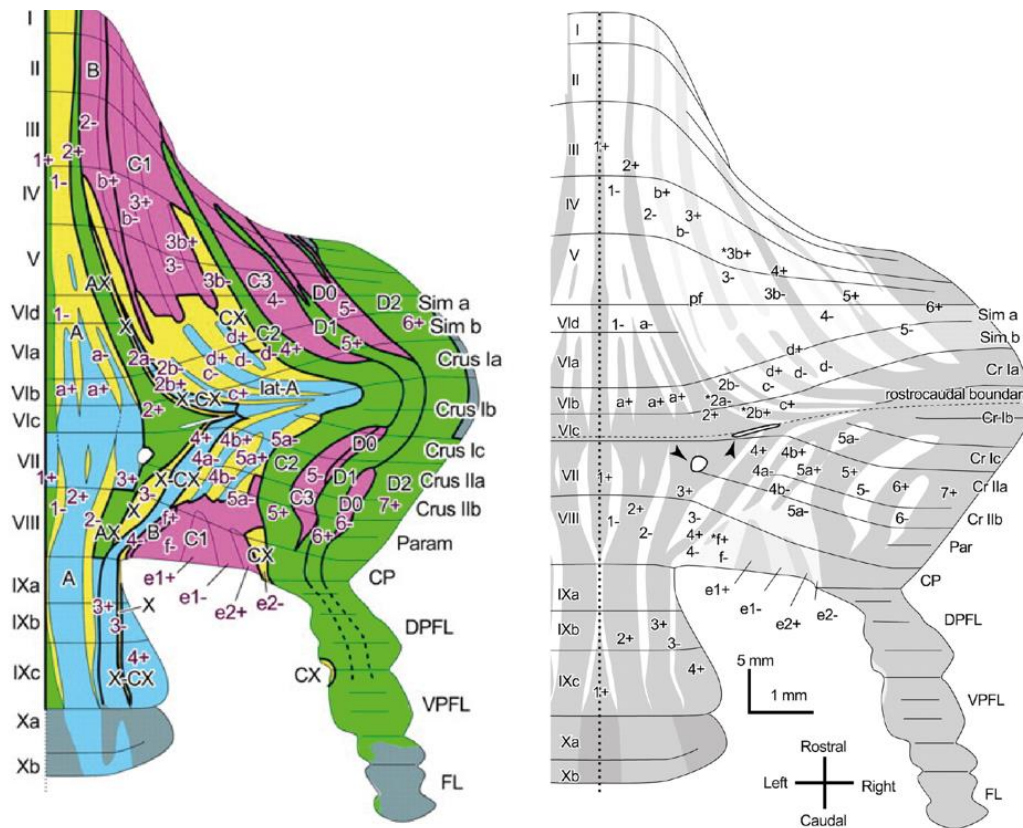 I
II
B
2-
III
1+ 2+
C1
1-
b+
IV
3+
b-
3b+
V
3-
3b-
C3
AX
4-
D0
5-
D2
Sim a
VId
1-
X
CX
d+
C2
D1
6+
Sim b
A
a-
2a-
d+ d- d- 4+
5+
VIa
2b-
c-
Crus Ia
a+ a+
2b+
c+
lat-A
VIb
X-CX
2+
Crus Ib
VIc
4+ 4b+ 5a-
D0
Crus Ic
VII
4a- 5a+
C2
5-
D1
1+
3+
X-CX
4b-
D2
Crus IIa
2+
3-
5a-
C3
D0
7+
1-
X
5+
6-
Crus IIb
2-
f+
VIII
AX
4-
B
f-
C1
CX
6+
Param
A
e1+
e1-
e2+
e2-
CP
IXa
3+
X
IXb
3-
DPFL
4+
IXc
X-CX
CX
VPFL
Xa
Xb
FL
I
II
III
1+
2+
1-
b+
IV
2-
3+
b-
*3b+
V
3-
4+
3b-
5+
pf
6+
4-
Sim a
VId
1- a-
5-
Sim b
d+
VIa
d+ d- d-
Cr Ia
2b-
c-
VIb
a+ a+ a+
*2a-
rostrocaudal boundary
2+
*2b+
c+
Cr Ib
VIc
5a-
4+ 4b+
Cr Ic
VII
1+
4a- 5a+ 5+
3+
4b-
5-
6+
7+
Cr IIa
2+
5a-
VIII
1-
3-
6-
Cr IIb
2-
4+
*f+
4-
f-
Par
e1+
e1-
e2+
e2-
CP
IXa
3+
DPFL
IXb
2+
3-
4+
5 mm
IXc
1+
1 mm
VPFL
Xa
Rostral
Left Right
Xb
Caudal
FL